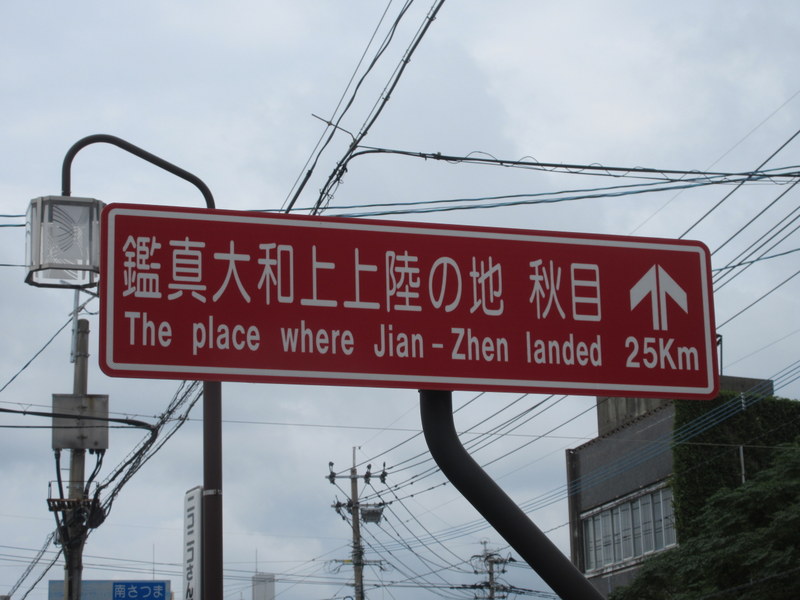 鑑真大和上上陸の地 秋目
The place where Jian-Zhen landed 25Km
南さつま